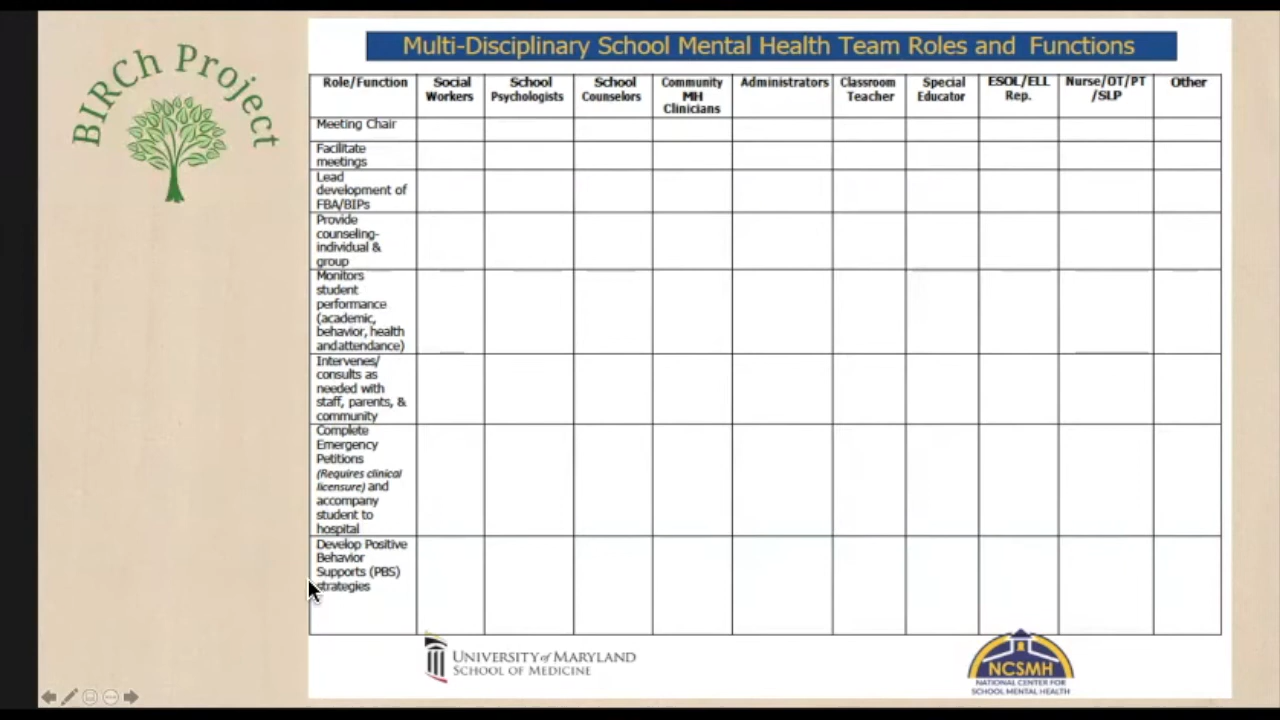 BIRCh Project
Multi-Disciplinary School Mental Health Team Roles and Functions
Role/Function
Social
Workers
School
Psychologists
School
Counselors
Community
MH
Clinicians
Administrators
Classroom
Teacher
Special
Educator
ESOL/ELL
Rep.
Nurse/OT/PT
/SLP
Other
Meeting Chair
Facilitate
meetings
Lead
development of
FBA/BIPs
Provide
counseling-
individual &
group
Monitors
student
performance
(academic,
behavior, health
and attendance)
Intervenes/
consults as
needed with
staff, parents, &
community
Complete
Emergency
Petitions
(Requires clinical
licensure) and
accompany
student to
hospital
Develop Positive
Behavior
Supports (PBS)
strategies
UNIVERSITY of MARYLAND
SCHOOL OF MEDICINE
NCSMH
NATIONAL CENTER FOR
SCHOOL MENTAL HEALTH